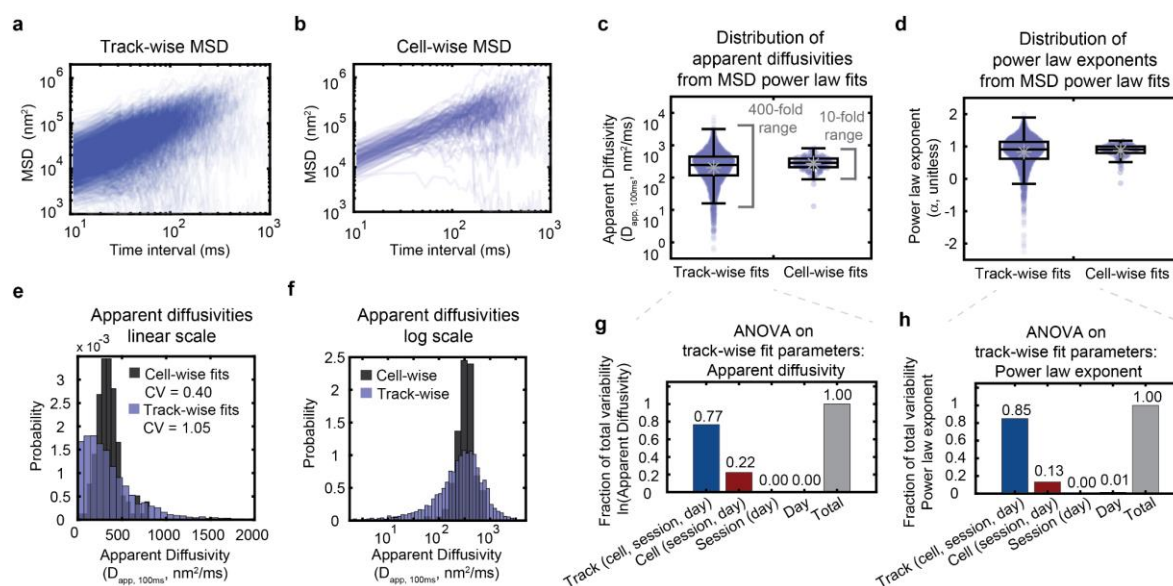 a
Track-wise MSD
MSD (nm²)
10⁶
10⁵
10⁴
10³
10¹
10²
10³
Time interval (ms)
b
Cell-wise MSD
MSD (nm²)
10⁶
10⁵
10⁴
10³
10¹
10²
10³
Time interval (ms)
c
Distribution of
apparent diffusivities
from MSD power law fits
Apparent Diffusivity
(D app, 100ms, nm²/ms)
10⁴
10³
10²
10¹
10⁰
400-fold
range
10-fold
range
Track-wise fits
Cell-wise fits
d
Distribution of
power law exponents
from MSD power law fits
Power law exponent
(α, unitless)
2
1
0
-1
-2
Track-wise fits
Cell-wise fits
e
Apparent diffusivities
linear scale
x 10⁻³
Probability
3
2.5
2
1.5
1
0.5
0
Cell-wise fits
CV = 0.40
Track-wise fits
CV = 1.05
0
500
1000
1500
2000
Apparent Diffusivity
(D app, 100ms, nm²/ms)
f
Apparent diffusivities
log scale
Probability
2.5
2.0
1.5
1.0
0.5
0
Cell-wise
Track-wise
10¹
10²
10³
Apparent Diffusivity
(D app, 100ms, nm²/ms)
g
ANOVA on
track-wise fit parameters:
Apparent diffusivity
Fraction of total variability
ln(Apparent Diffusivity)
1
0.8
0.6
0.4
0.2
0
0.77
0.22
0.00
0.00
1.00
Track (cell, session, day)
Cell (session, day)
Session (day)
Day
Total
h
ANOVA on
track-wise fit parameters:
Power law exponent
Fraction of total variability
Power law exponent
1
0.8
0.6
0.4
0.2
0
0.85
0.13
0.00
0.01
1.00
Track (cell, session, day)
Cell (session, day)
Session (day)
Day
Total